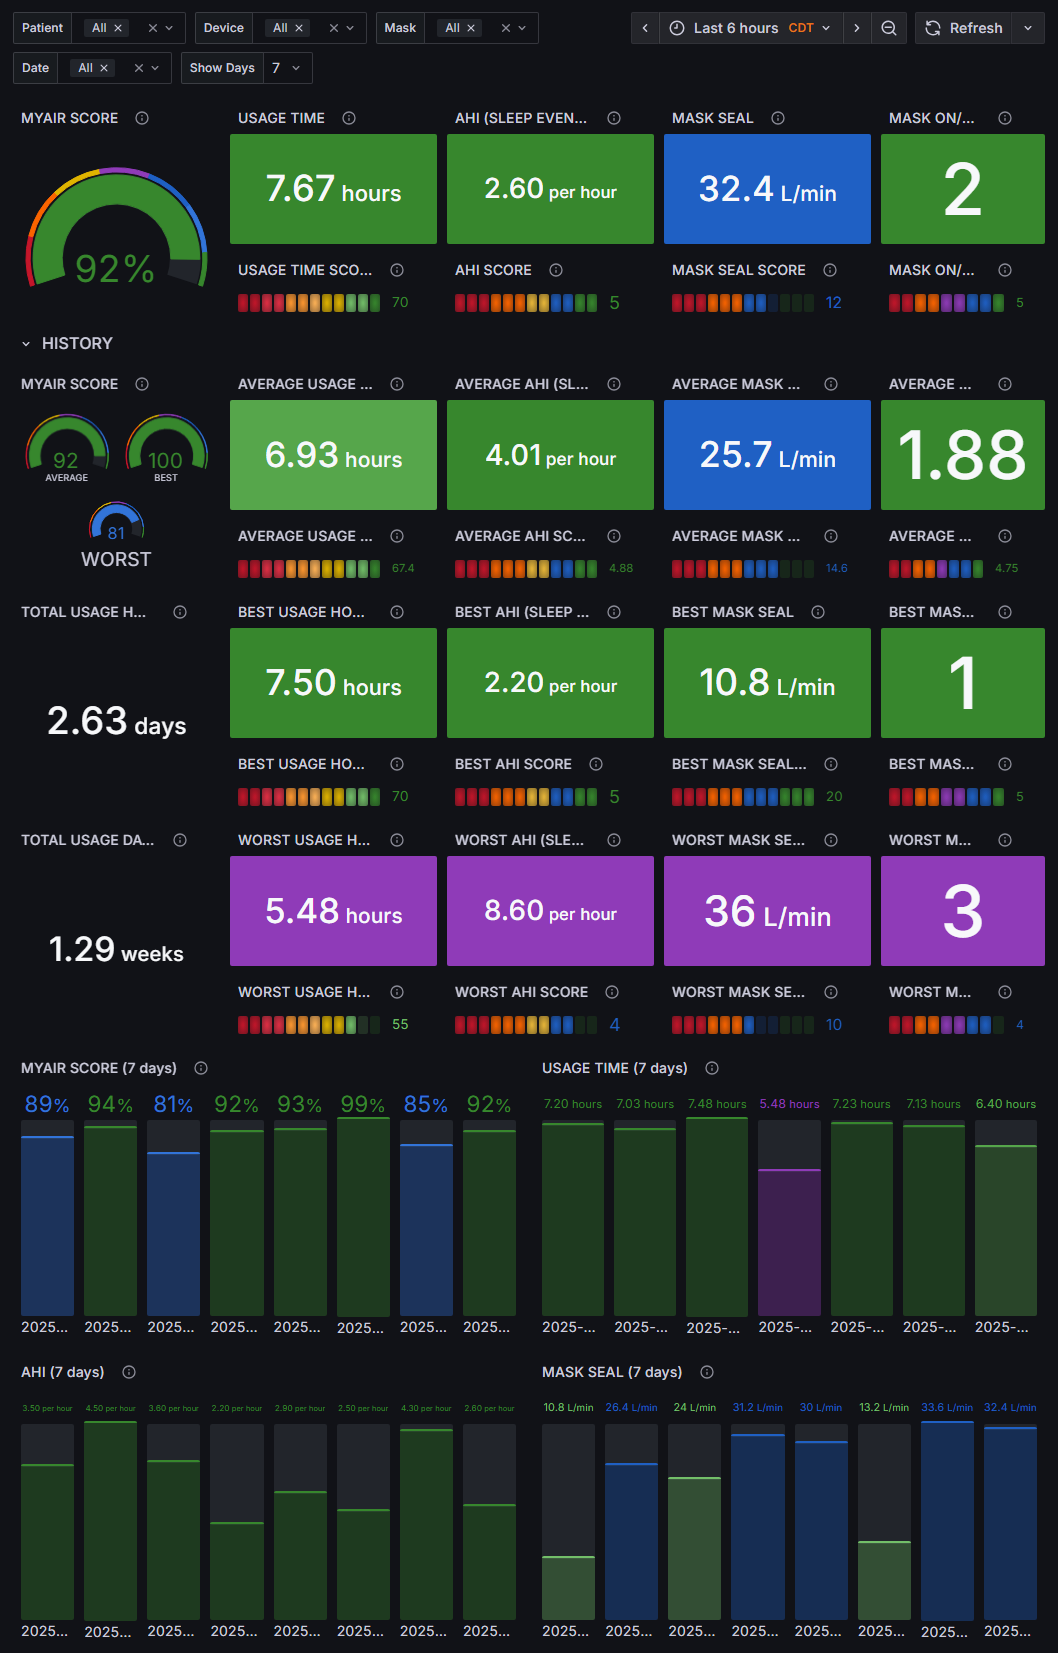 Patient All Device All Mask All Last 6 hours CDT Refresh
Date All Show Days 7
MYAIR SCORE USAGE TIME AHI (SLEEP EVEN... MASK SEAL MASK ON/...
92% 7.67 hours 2.60 per hour 32.4 L/min 2
USAGE TIME SCO... AHI SCORE MASK SEAL SCORE MASK ON/...
70 5 12 5
HISTORY
MYAIR SCORE AVERAGE USAGE ... AVERAGE AHI (SL... AVERAGE MASK ... AVERAGE ...
92 100 6.93 hours 4.01 per hour 25.7 L/min 1.88
AVERAGE BEST
81
WORST
AVERAGE USAGE ... AVERAGE AHI SC... AVERAGE MASK ... AVERAGE ...
67.4 4.88 14.6 4.75
TOTAL USAGE H... BEST USAGE HO... BEST AHI (SLEEP ... BEST MASK SEAL BEST MAS...
2.63 days 7.50 hours 2.20 per hour 10.8 L/min 1
BEST USAGE HO... BEST AHI SCORE BEST MASK SEAL... BEST MAS...
70 5 20 5
TOTAL USAGE DA... WORST USAGE H... WORST AHI (SLE... WORST MASK SE... WORST M...
1.29 weeks 5.48 hours 8.60 per hour 36 L/min 3
WORST USAGE H... WORST AHI SCORE WORST MASK SE... WORST M...
55 4 10 4
MYAIR SCORE (7 days)
89% 94% 81% 92% 93% 99% 85% 92%
2025... 2025... 2025... 2025... 2025... 2025... 2025... 2025...
USAGE TIME (7 days)
7.20 hours 7.03 hours 7.48 hours 5.48 hours 7.23 hours 7.13 hours 6.40 hours
2025-... 2025-... 2025-... 2025-... 2025-... 2025-... 2025-...
AHI (7 days)
3.50 per hour 4.50 per hour 3.60 per hour 2.20 per hour 2.90 per hour 2.50 per hour 4.30 per hour 2.60 per hour
2025... 2025... 2025... 2025... 2025... 2025... 2025... 2025...
MASK SEAL (7 days)
10.8 L/min 26.4 L/min 24 L/min 31.2 L/min 30 L/min 13.2 L/min 33.6 L/min 32.4 L/min
2025... 2025... 2025... 2025... 2025... 2025... 2025... 2025...